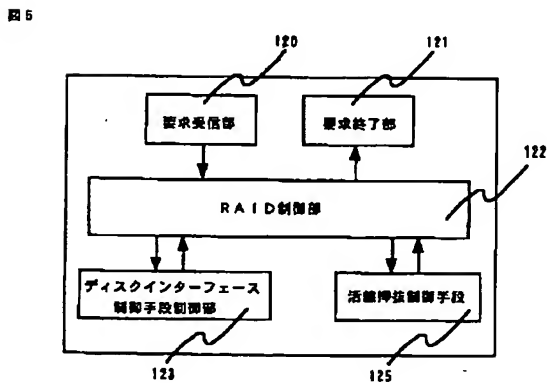 図5
120
121
要求受信部
要求終了部
122
RAID制御部
ディスクインターフェース
制御手段制御部
活線挿抜制御手段
123
125